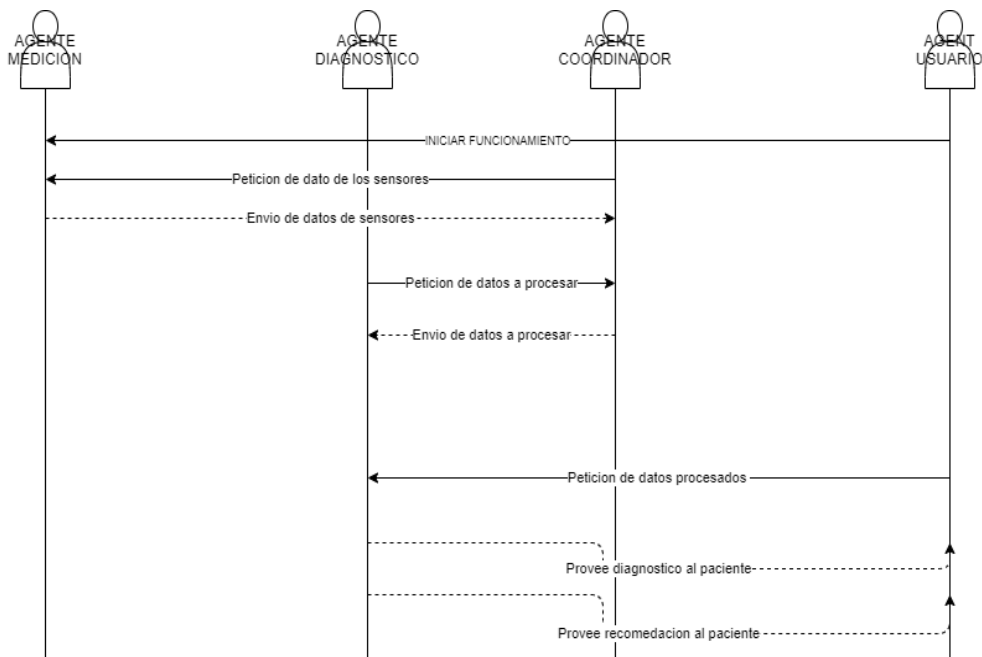 AGENTE
MEDICION
AGENTE
DIAGNOSTICO
AGENTE
COORDINADOR
AGENT
USUARIO
INICIAR FUNCIONAMIENTO
Peticion de dato de los sensores
Envio de datos de sensores
Peticion de datos a procesar
Envio de datos a procesar
Peticion de datos procesados
Provee diagnostico al paciente
Provee recomedacion al paciente